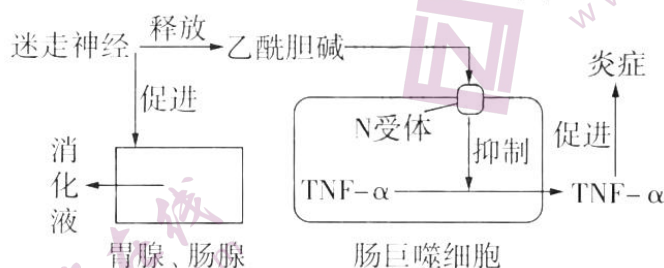 迷走神经 释放 乙酰胆碱
促进
消化液
胃腺、肠腺
N受体
抑制
TNF-α
肠巨噬细胞
TNF-α
促进
炎症